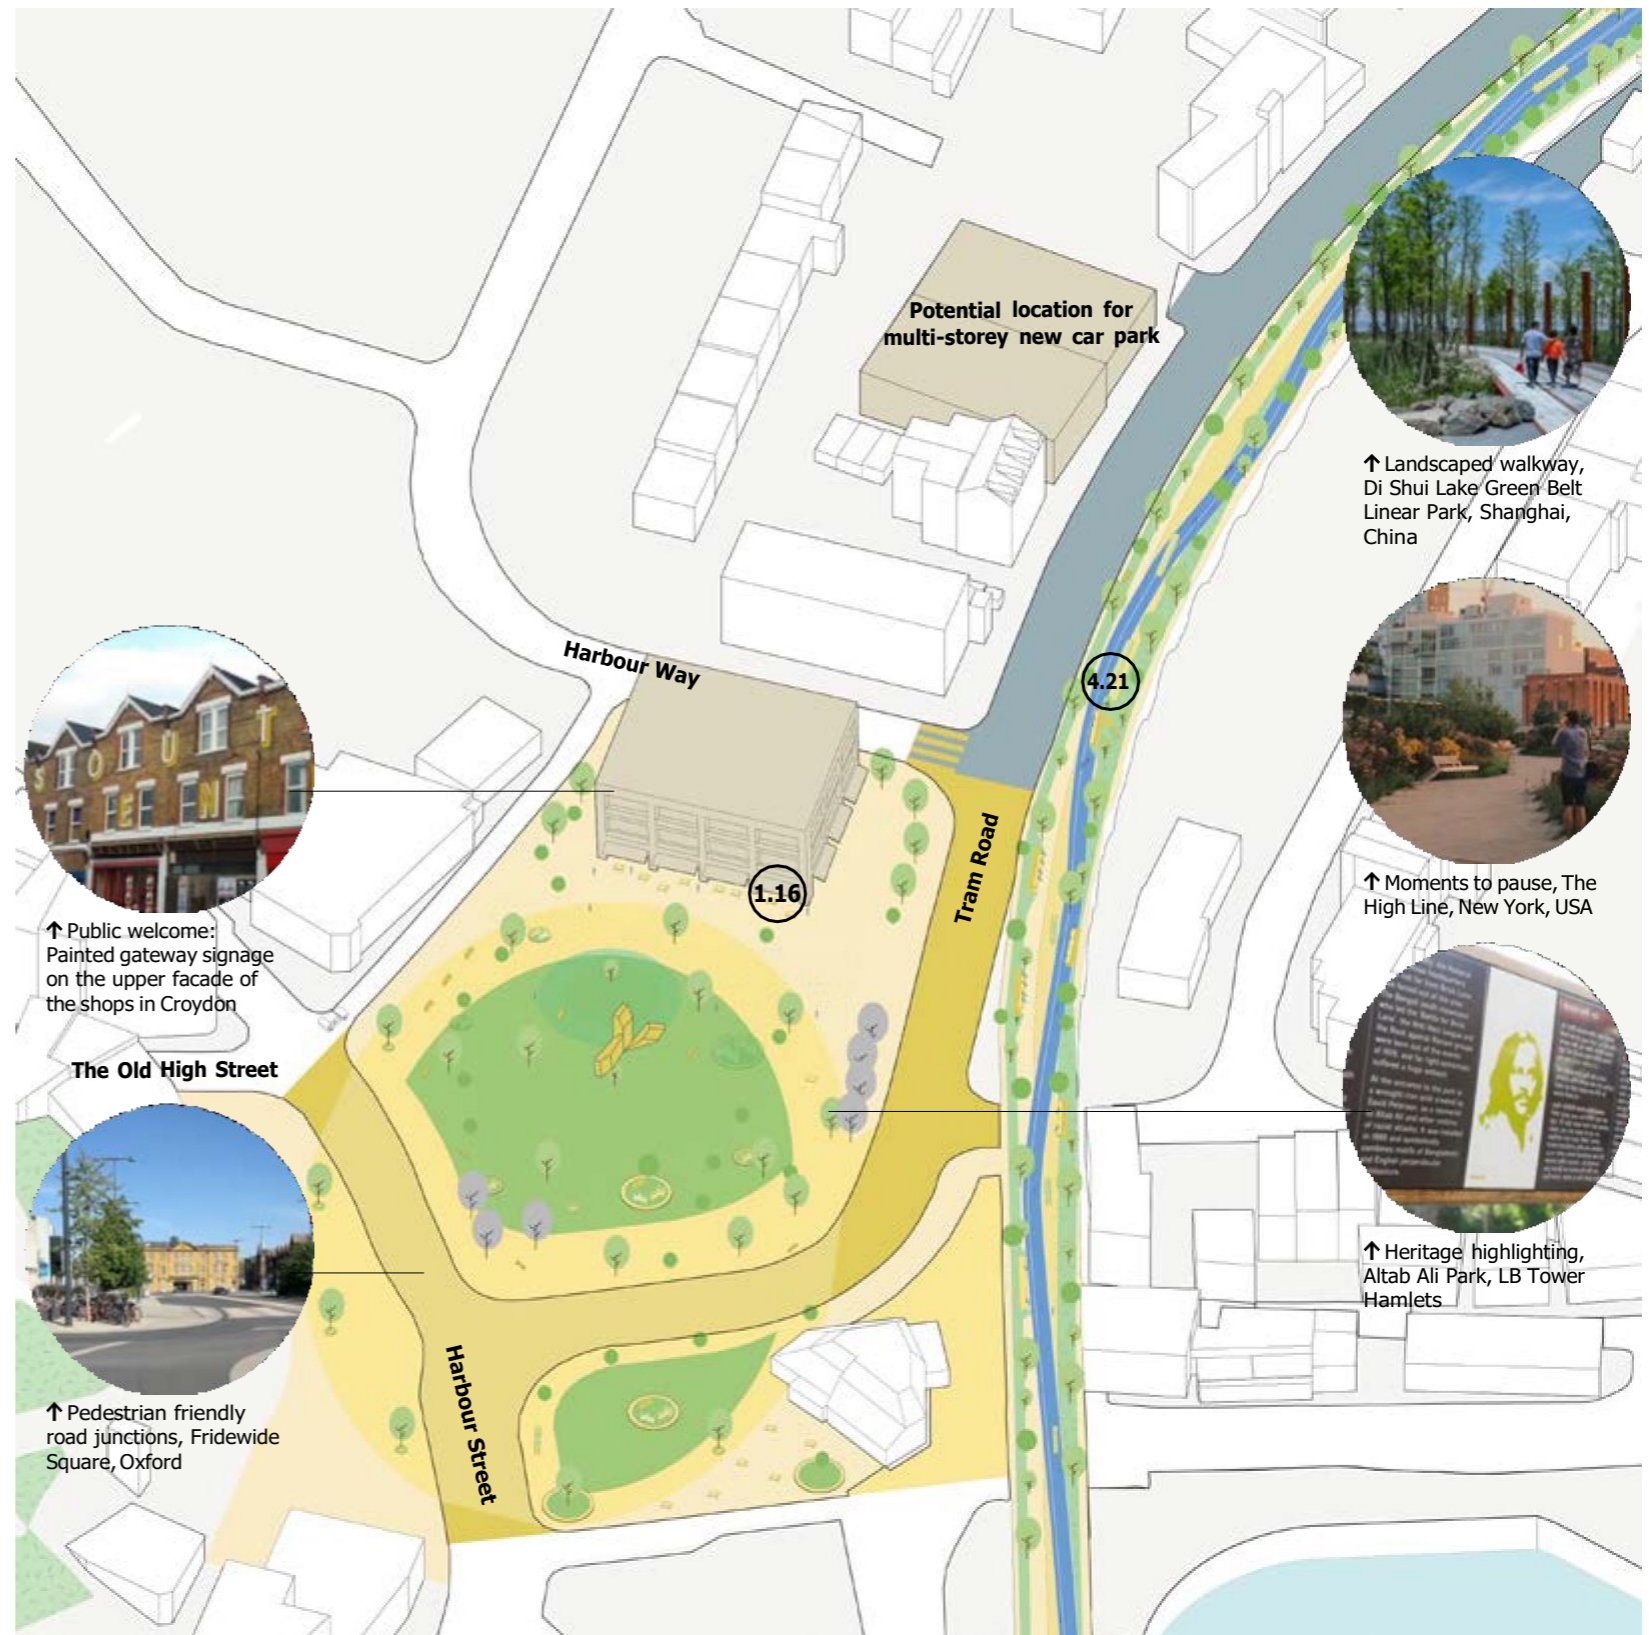 Potential location for
multi-storey new car park
↑ Landscaped walkway,
Di Shui Lake Green Belt
Linear Park, Shanghai,
China
Harbour Way
4.21
S O U T
E N
↑ Public welcome:
Painted gateway signage
on the upper facade of
the shops in Croydon
1.16
Tram Road
↑ Moments to pause, The
High Line, New York, USA
The Old High Street
↑ Heritage highlighting,
Altab Ali Park, LB Tower
Hamlets
Harbour Street
↑ Pedestrian friendly
road junctions, Fridewide
Square, Oxford